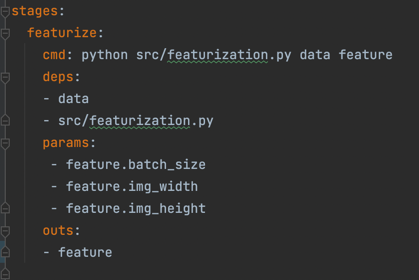 stages:
  featurize:
    cmd: python src/featurization.py data feature
    deps:
    - data
    - src/featurization.py
    params:
     - feature.batch_size
     - feature.img_width
     - feature.img_height
    outs:
    - feature